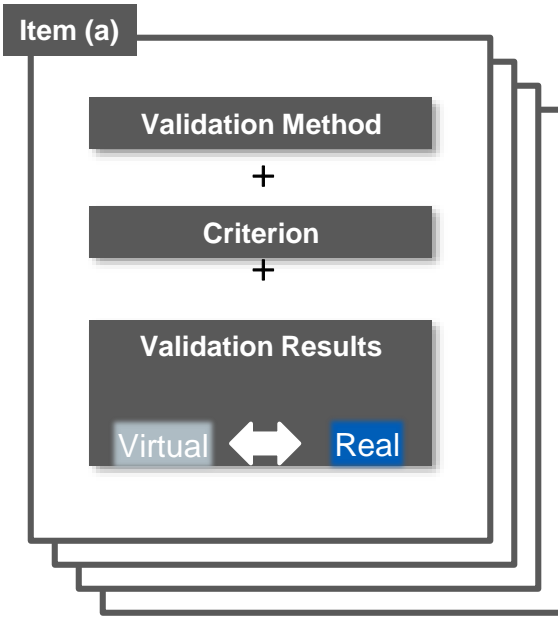 Item (a)
Validation Method
+
Criterion
+
Validation Results
Virtual Real